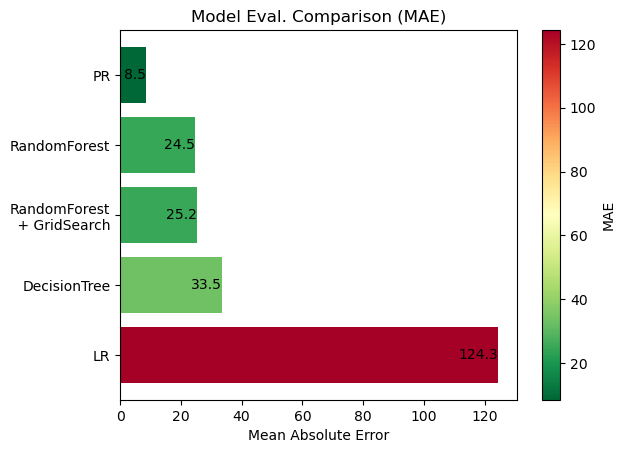 Model Eval. Comparison (MAE)
PR
8.5
RandomForest
24.5
RandomForest
+ GridSearch
25.2
DecisionTree
33.5
LR
124.3
0 20 40 60 80 100 120
Mean Absolute Error
120
100
80
60
40
20
MAE